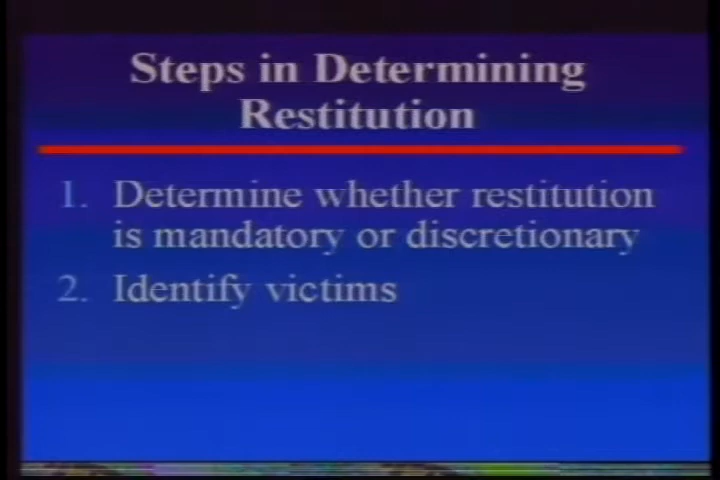 Steps in Determining
Restitution
1. Determine whether restitution
is mandatory or discretionary
2. Identify victims